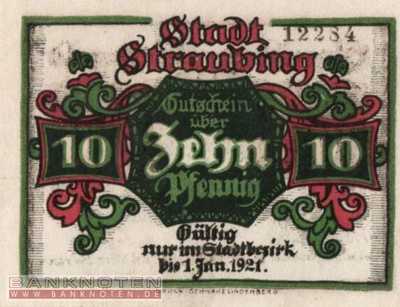 Stadt
12284
Straubing
Gutschein
über
10 Zehn 10
Pfennig
Gültig
nur im Stadtbezirk
bis 1. Jan. 1921.
BANKNOTEN
WWW.BANKNOTEN.DE